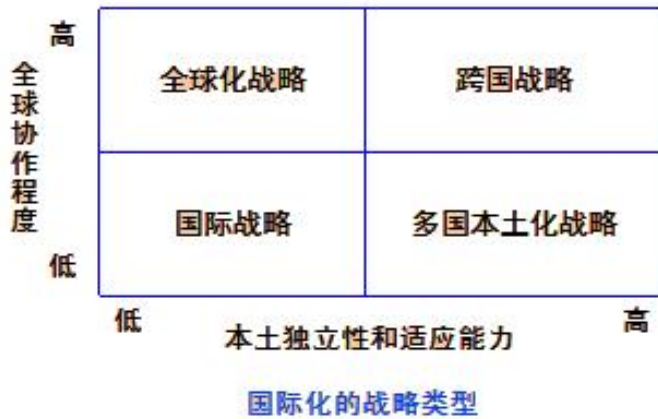 高
全球协作程度
低
全球化战略
跨国战略
国际战略
多国本土化战略
低
本土独立性和适应能力
高
国际化的战略类型